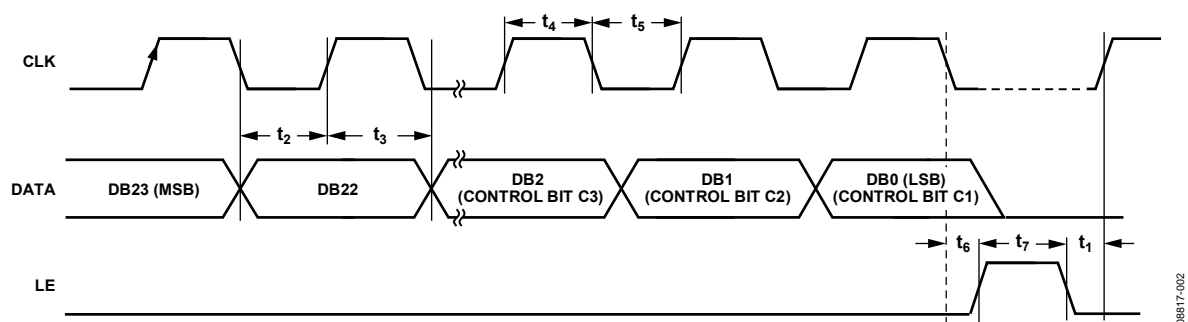 t4
t5
CLK
t2
t3
DATA
DB23 (MSB)
DB22
DB2
(CONTROL BIT C3)
DB1
(CONTROL BIT C2)
DB0 (LSB)
(CONTROL BIT C1)
t6
t7
t1
LE
08817-002